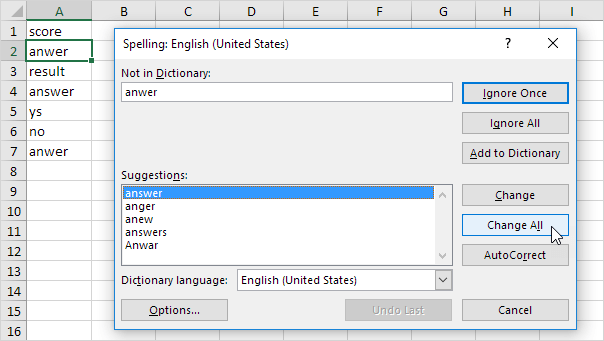 A B C D E F G H I
1 score
2 anwer
3 result
4 answer
5 ys
6 no
7 anwer
8
9
10
11
12
13
14
15
16
Spelling: English (United States) ?
Not in Dictionary:
anwer
Ignore Once
Ignore All
Add to Dictionary
Suggestions:
answer
anger
anew
answers
Anwar
Change
Change All
AutoCorrect
Dictionary language: English (United States)
Options... Undo Last Cancel